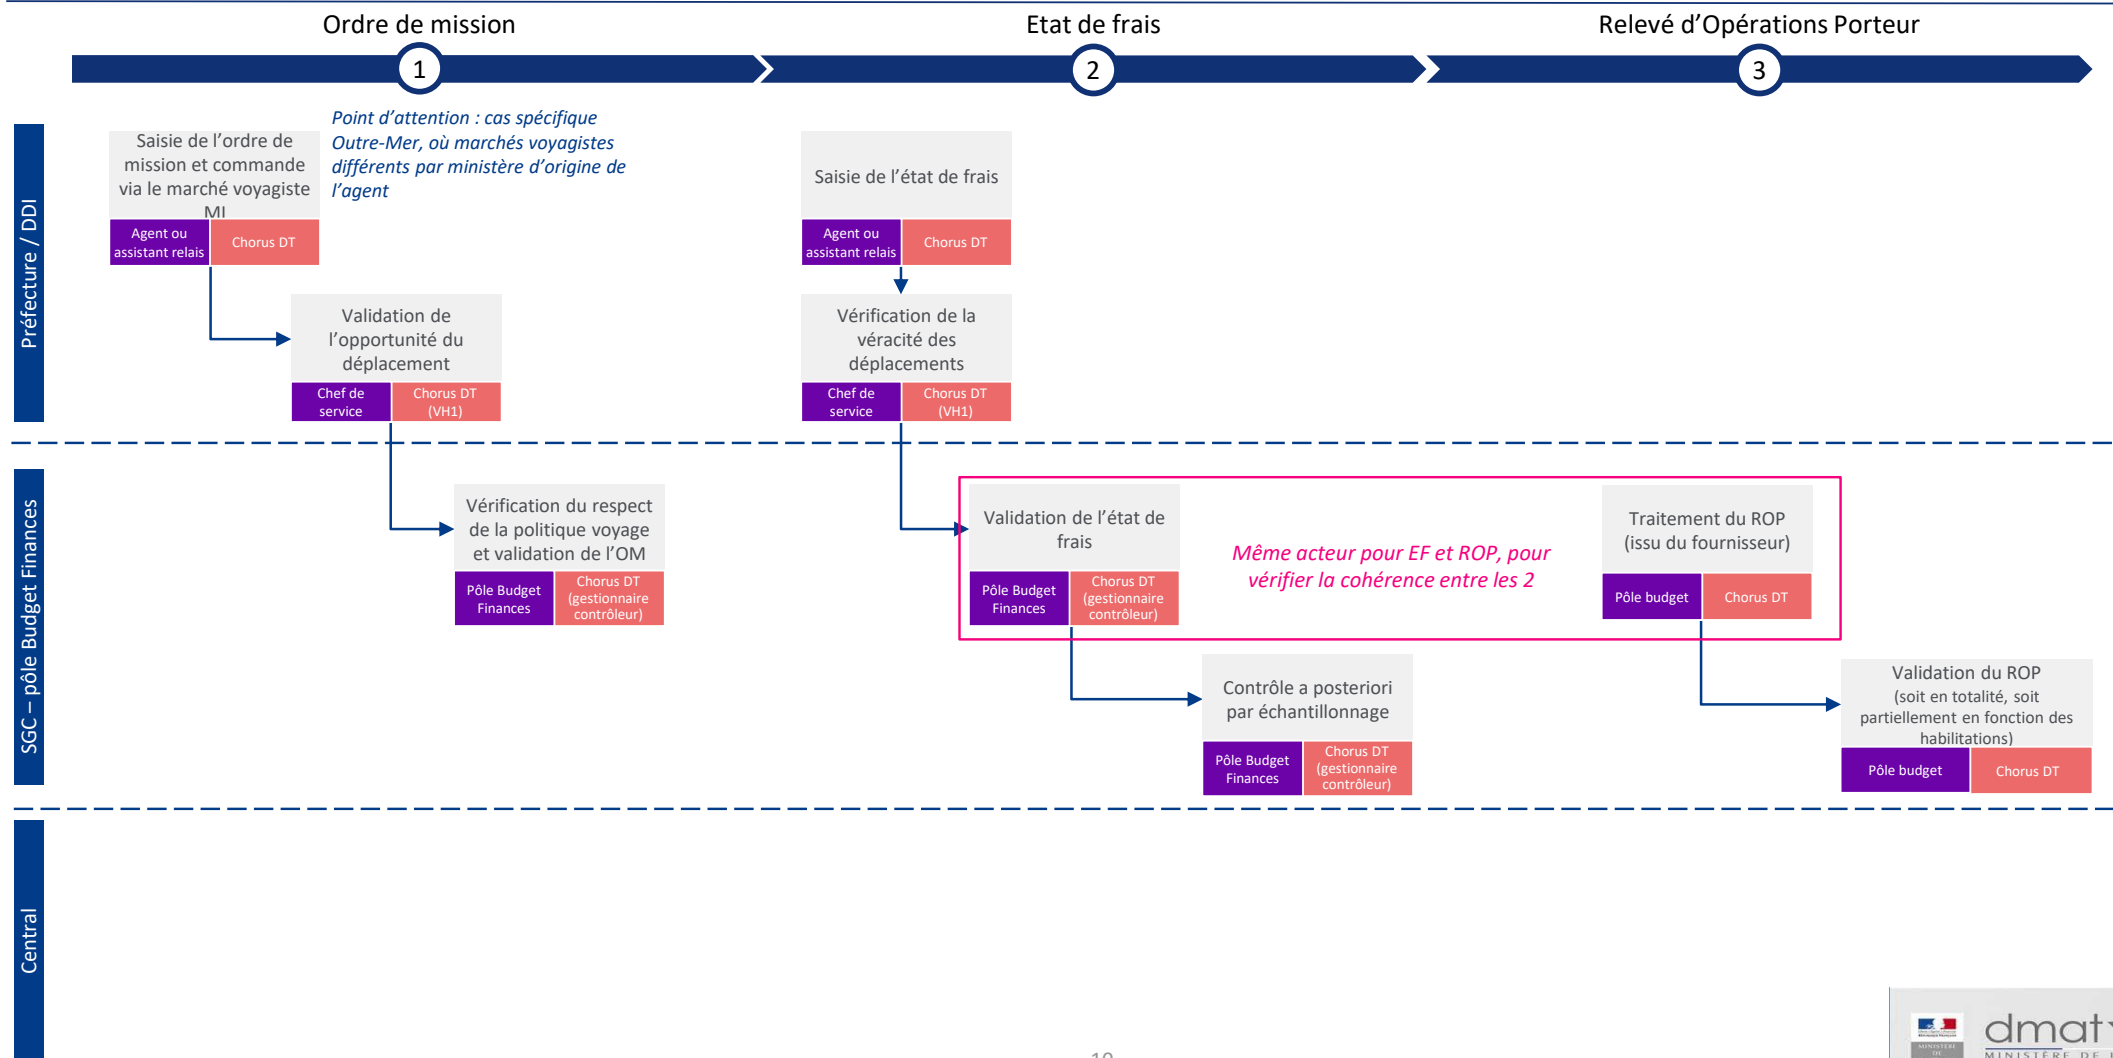 Ordre de mission
Etat de frais
Relevé d’Opérations Porteur
1
2
3
Préfecture / DDI
Saisie de l’ordre de
mission et commande
via le marché voyagiste
MI
Agent ou
assistant relais
Chorus DT
Point d’attention : cas spécifique
Outre-Mer, où marchés voyagistes
différents par ministère d’origine de
l’agent
Validation de
l’opportunité du
déplacement
Chef de
service
Chorus DT
(VH1)
Saisie de l’état de frais
Agent ou
assistant relais
Chorus DT
Vérification de la
véracité des
déplacements
Chef de
service
Chorus DT
(VH1)
SGC – pôle Budget Finances
Vérification du respect
de la politique voyage
et validation de l’OM
Pôle Budget
Finances
Chorus DT
(gestionnaire
contrôleur)
Validation de l’état de
frais
Pôle Budget
Finances
Chorus DT
(gestionnaire
contrôleur)
Même acteur pour EF et ROP, pour
vérifier la cohérence entre les 2
Traitement du ROP
(issu du fournisseur)
Pôle budget
Chorus DT
Contrôle a posteriori
par échantillonnage
Pôle Budget
Finances
Chorus DT
(gestionnaire
contrôleur)
Validation du ROP
(soit en totalité, soit
partiellement en fonction des
habilitations)
Pôle budget
Chorus DT
Central
10
dmat
MINISTÈRE
DE
MINISTÈRE DE